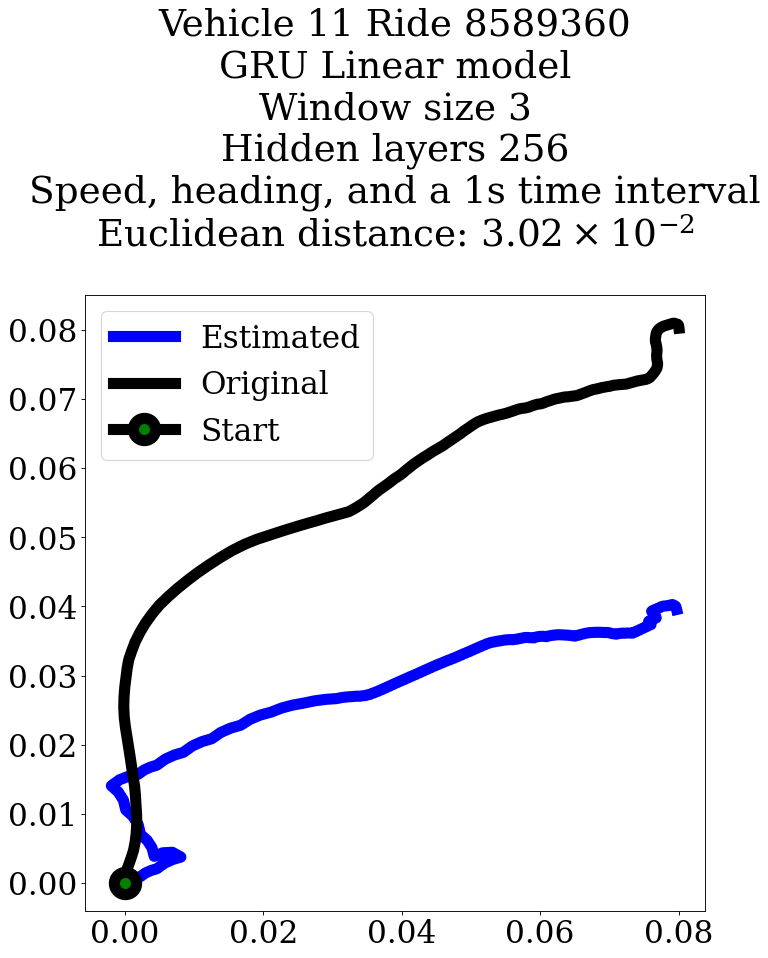 Vehicle 11 Ride 8589360
GRU Linear model
Window size 3
Hidden layers 256
Speed, heading, and a 1s time interval
Euclidean distance: 3.02 × 10⁻²
Estimated
Original
Start
0.08
0.07
0.06
0.05
0.04
0.03
0.02
0.01
0.00
0.00 0.02 0.04 0.06 0.08